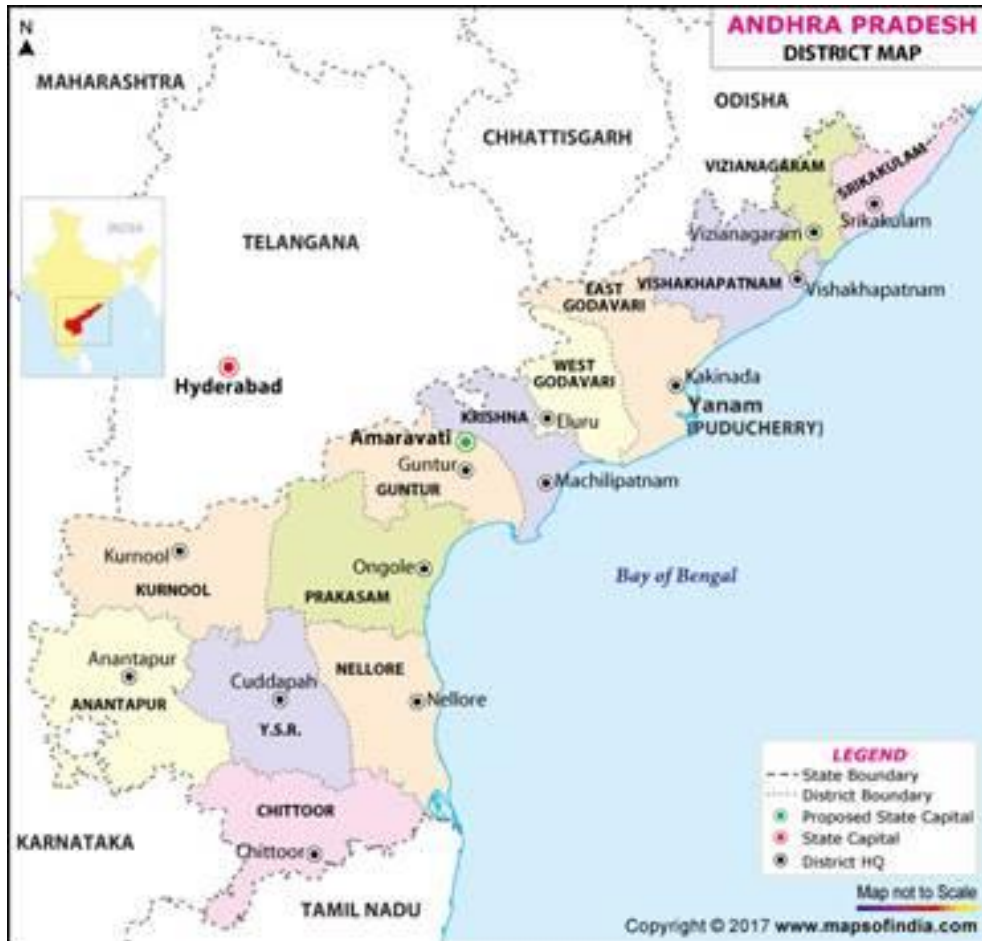 N
ANDHRA PRADESH
DISTRICT MAP
MAHARASHTRA
ODISHA
CHHATTISGARH
VIZIANAGARAM
SRIKAKULAM
Srikakulam
INDIA
TELANGANA
Vizianagaram
EAST
GODAVARI
VISHAKHAPATNAM
Vishakhapatnam
WEST
GODAVARI
Hyderabad
Kakinada
Yanam
(PUDUCHERRY)
KRISHNA
Eluru
Amaravati
Guntur
GUNTUR
Machilipatnam
Kurnool
KURNOOL
Ongole
PRAKASAM
Bay of Bengal
Anantapur
ANANTAPUR
Cuddapah
Y.S.R.
NELLORE
Nellore
CHITTOOR
Chittoor
KARNATAKA
TAMIL NADU
LEGEND
State Boundary
District Boundary
Proposed State Capital
State Capital
District HQ
Map not to Scale
Copyright © 2017 www.mapsofindia.com